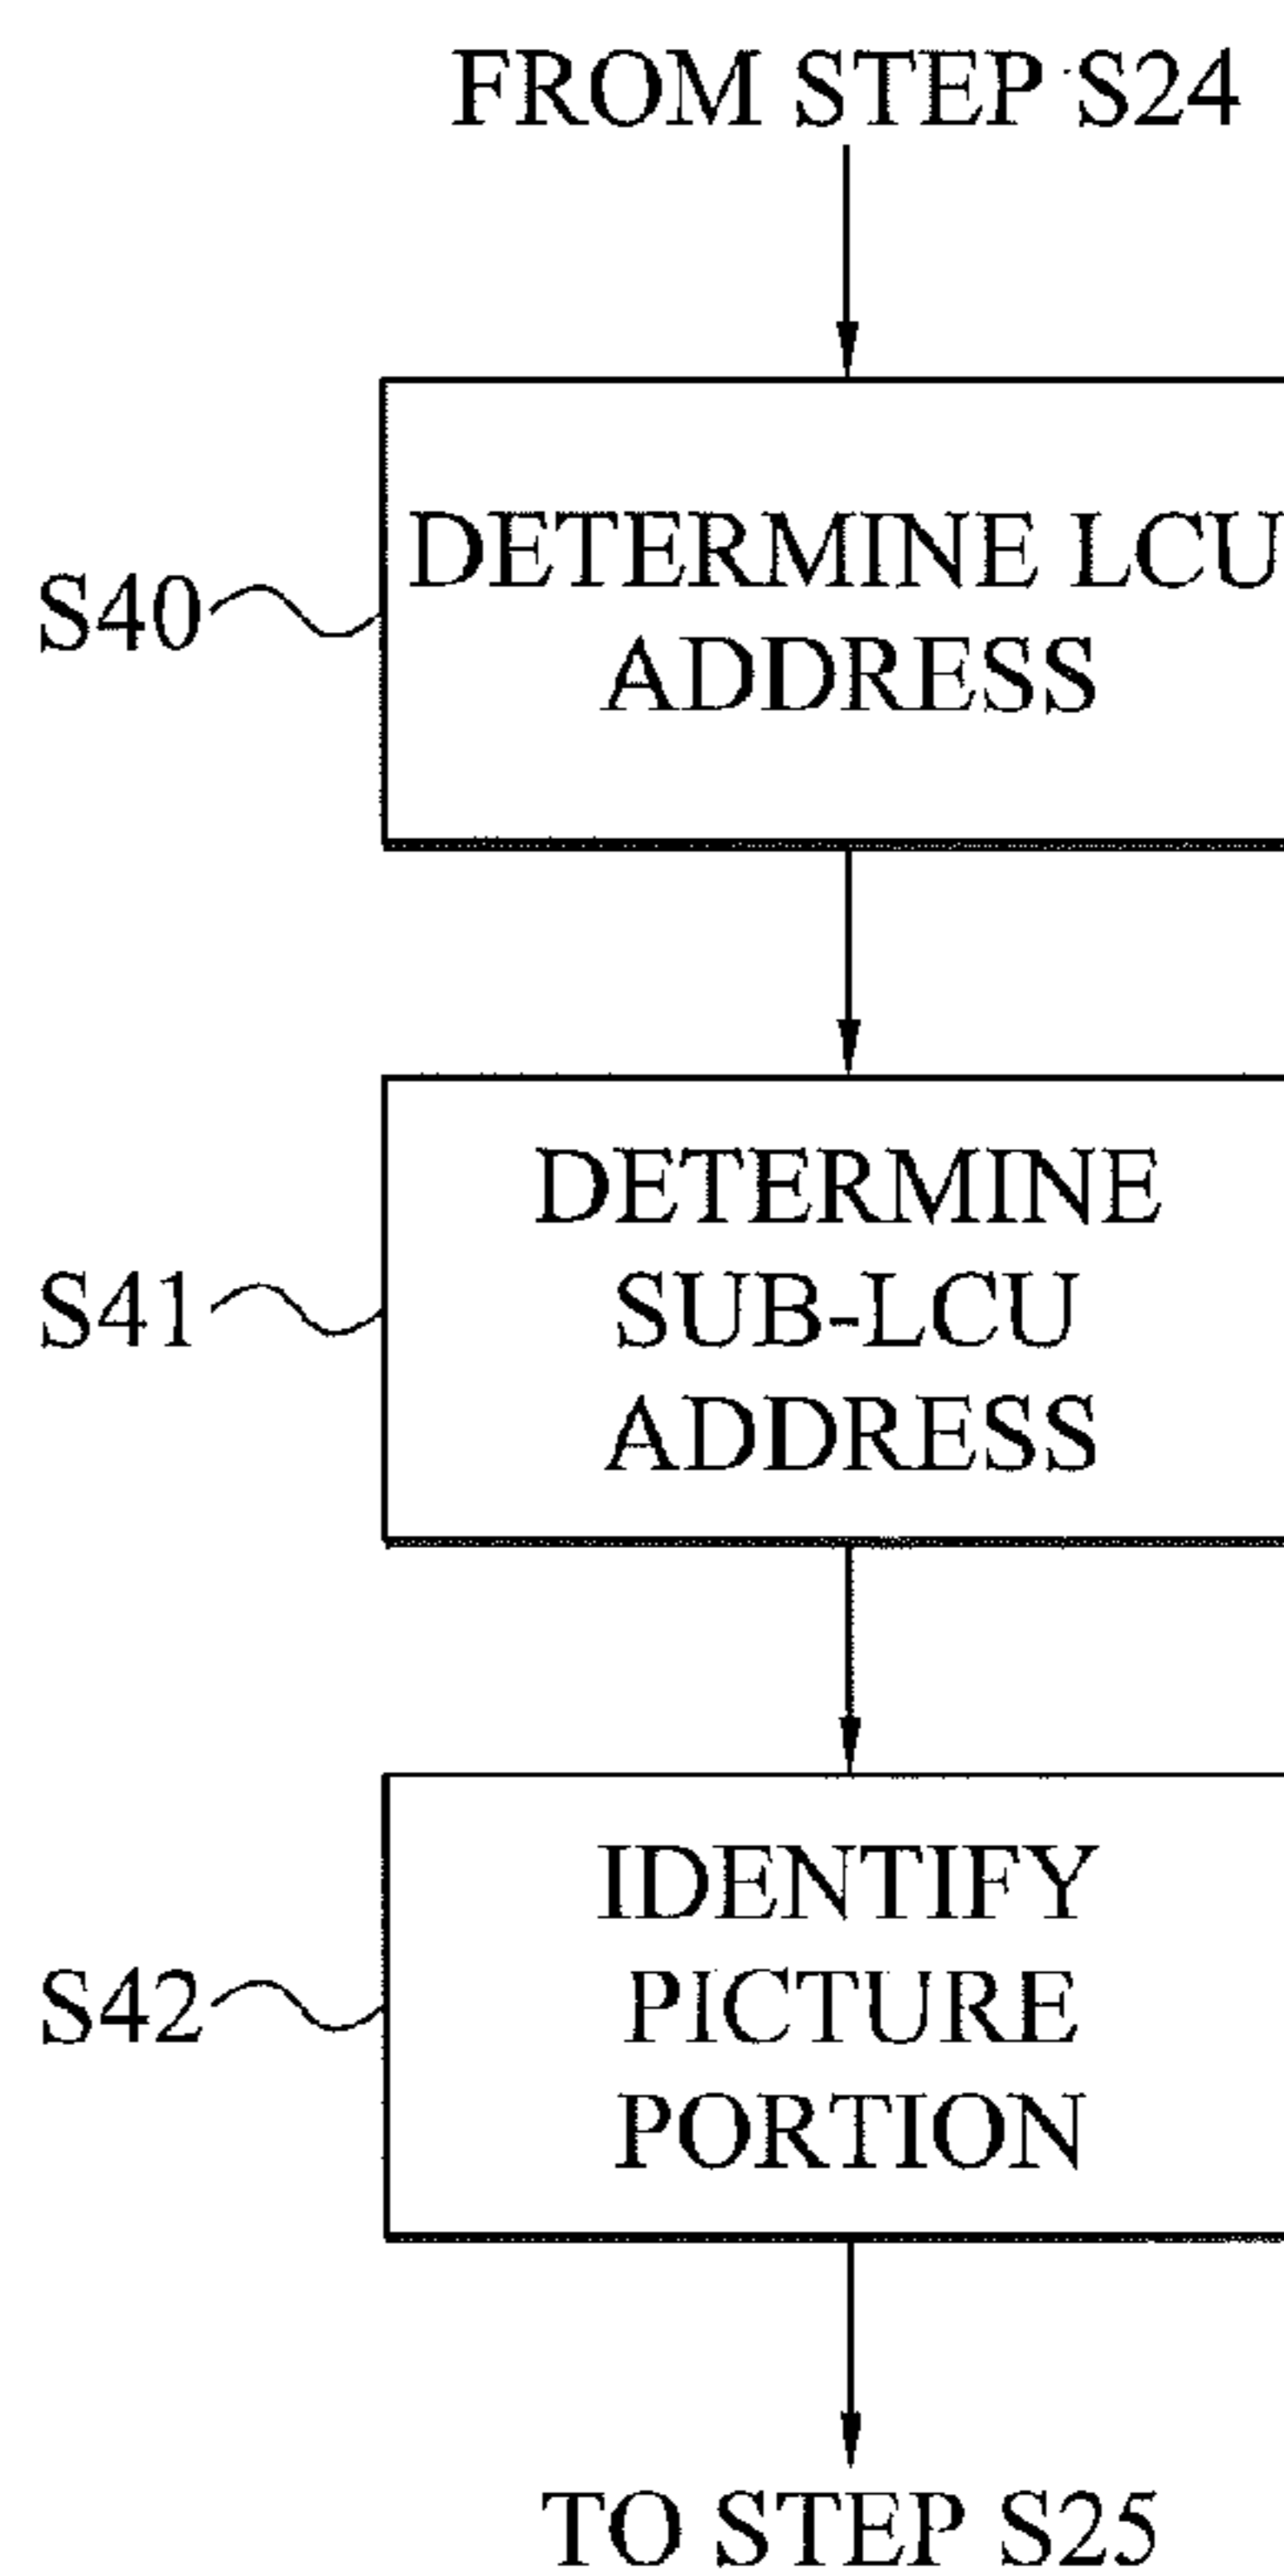 FROM STEP S24
DETERMINE LCU
ADDRESS
S40
DETERMINE
SUB-LCU
ADDRESS
S41
IDENTIFY
PICTURE
PORTION
S42
TO STEP S25